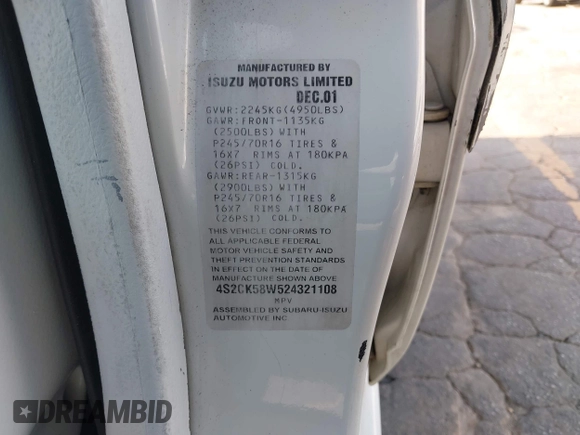 MANUFACTURED BY
ISUZU MOTORS LIMITED
DEC.01
GVWR:2245KG(4950LBS)
GAWR:FRONT-1135KG
(2500LBS) WITH
P245/70R16 TIRES &
16X7 RIMS AT 180KPA
(26PSI) COLD.
GAWR:REAR-1315KG
(2900LBS) WITH
P245/70R16 TIRES &
16X7 RIMS AT 180KPA
(26PSI) COLD.
THIS VEHICLE CONFORMS TO
ALL APPLICABLE FEDERAL
MOTOR VEHICLE SAFETY AND
THEFT PREVENTION STANDARDS
IN EFFECT ON THE DATE OF
MANUFACTURE SHOWN ABOVE
4S2CK58W524321108
MPV
ASSEMBLED BY SUBARU-ISUZU
AUTOMOTIVE INC
DREAMBID